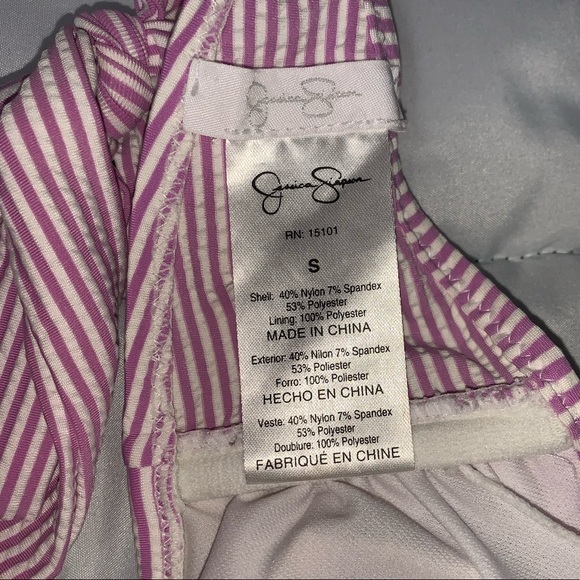 Jessica Simpson
Jessica Simpson
RN: 15101
S
Shell: 40% Nylon 7% Spandex
53% Polyester
Lining: 100% Polyester
MADE IN CHINA
Exterior: 40% Nilon 7% Spandex
53% Poliester
Forro: 100% Poliester
HECHO EN CHINA
Veste: 40% Nylon 7% Spandex
53% Polyester
Doublure: 100% Polyester
FABRIQUÉ EN CHINE